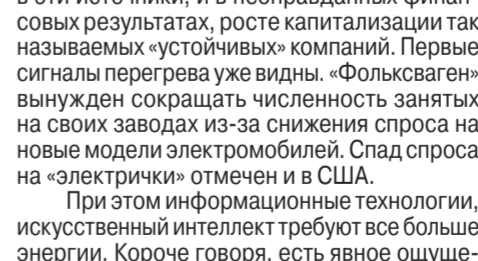 в эти источники, и в неоправданных финан-
совых результатах, росте капитализации так
называемых «устойчивых» компаний. Первые
сигналы перегрева уже видны. «Фольксваген»
вынужден сокращать численность занятых
на своих заводах из-за снижения спроса на
новые модели электромобилей. Спад спроса
на «электрички» отмечен и в США.
При этом информационные технологии,
искусственный интеллект требуют все больше
энергии. Короче говоря, есть явное ощуще-